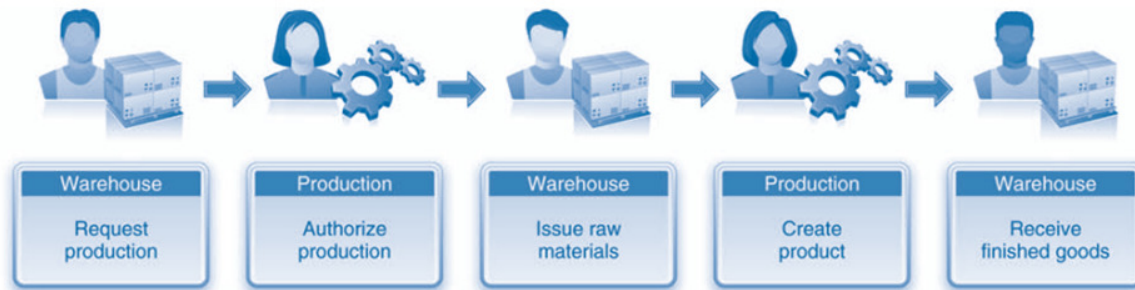 Warehouse
Request
production
Production
Authorize
production
Warehouse
Issue raw
materials
Production
Create
product
Warehouse
Receive
finished goods